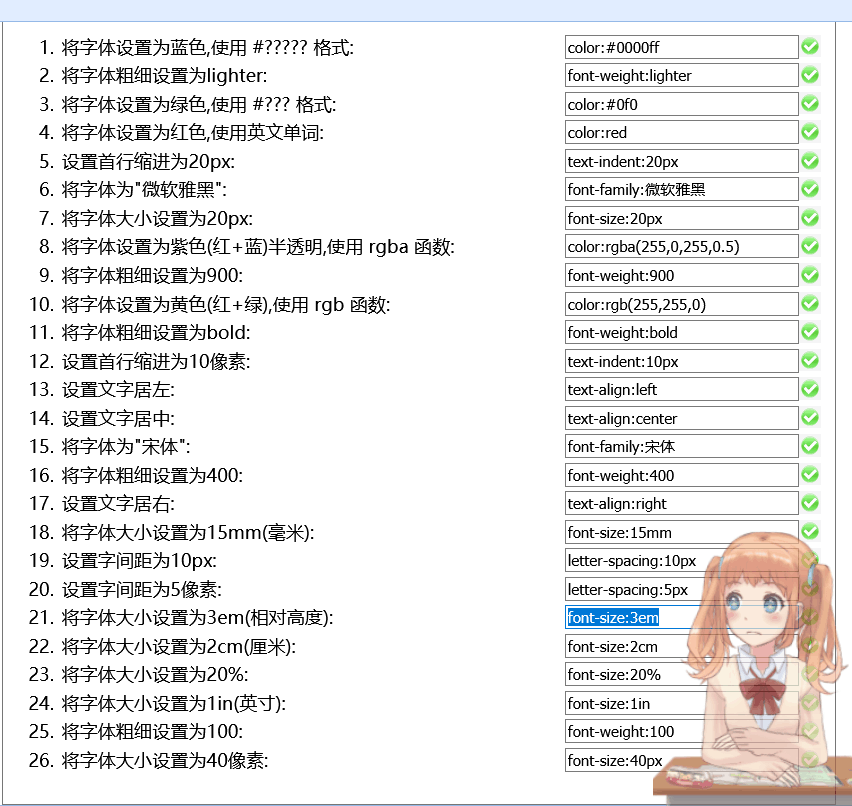 1. 将字体设置为蓝色,使用 #????? 格式: color:#0000ff
2. 将字体粗细设置为lighter: font-weight:lighter
3. 将字体设置为绿色,使用 #??? 格式: color:#0f0
4. 将字体设置为红色,使用英文单词: color:red
5. 设置首行缩进为20px: text-indent:20px
6. 将字体为"微软雅黑": font-family:微软雅黑
7. 将字体大小设置为20px: font-size:20px
8. 将字体设置为紫色(红+蓝)半透明,使用 rgba 函数: color:rgba(255,0,255,0.5)
9. 将字体粗细设置为900: font-weight:900
10. 将字体设置为黄色(红+绿),使用 rgb 函数: color:rgb(255,255,0)
11. 将字体粗细设置为bold: font-weight:bold
12. 设置首行缩进为10像素: text-indent:10px
13. 设置文字居左: text-align:left
14. 设置文字居中: text-align:center
15. 将字体为"宋体": font-family:宋体
16. 将字体粗细设置为400: font-weight:400
17. 设置文字居右: text-align:right
18. 将字体大小设置为15mm(毫米): font-size:15mm
19. 设置字间距为10px: letter-spacing:10px
20. 设置字间距为5像素: letter-spacing:5px
21. 将字体大小设置为3em(相对高度): font-size:3em
22. 将字体大小设置为2cm(厘米): font-size:2cm
23. 将字体大小设置为20%: font-size:20%
24. 将字体大小设置为1in(英寸): font-size:1in
25. 将字体粗细设置为100: font-weight:100
26. 将字体大小设置为40像素: font-size:40px